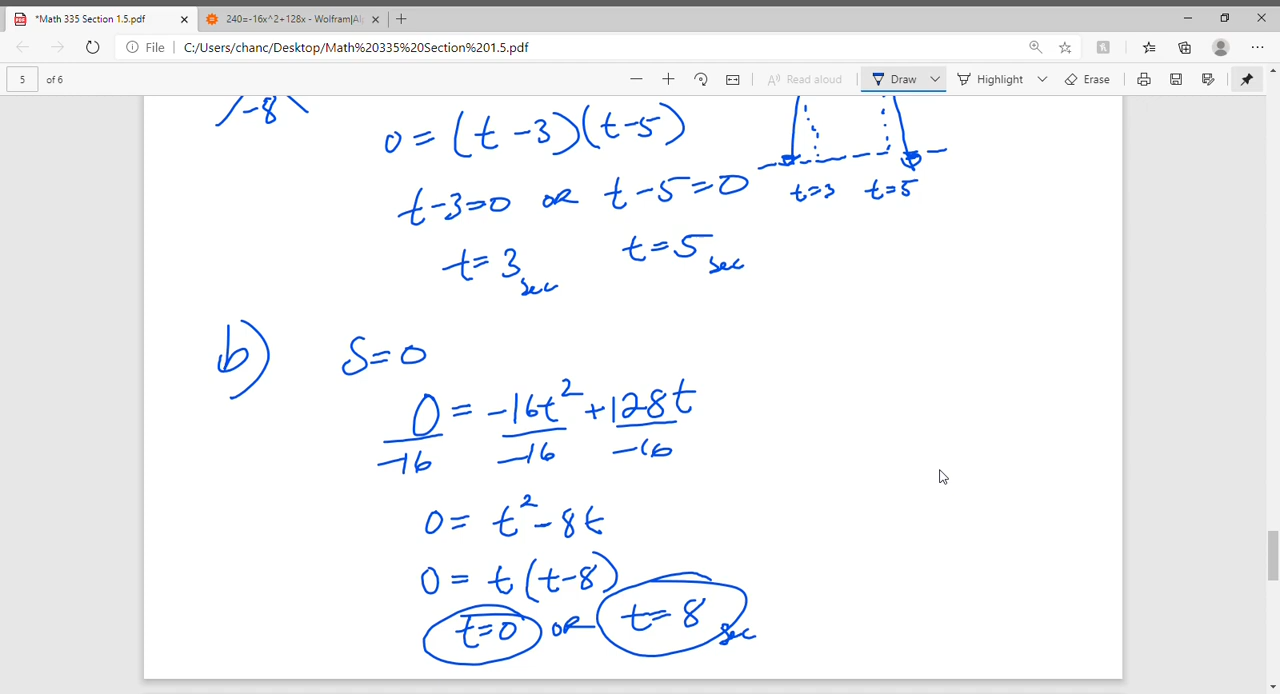 *Math 335 Section 1.5.pdf
240=-16x^2+128x - Wolfram|Al
File | C:/Users/chanc/Desktop/Math%20335%20Section%201.5.pdf
5 of 6
Read aloud
Draw
Highlight
Erase
-8
0 = (t-3)(t-5)
t=3 t=5
t-3=0 OR t-5=0
t=3 sec t=5 sec
b) S=0
0 = -16t² +128t
-16 -16 -16
0 = t² - 8t
0 = t(t-8)
t=0 OR t=8 sec